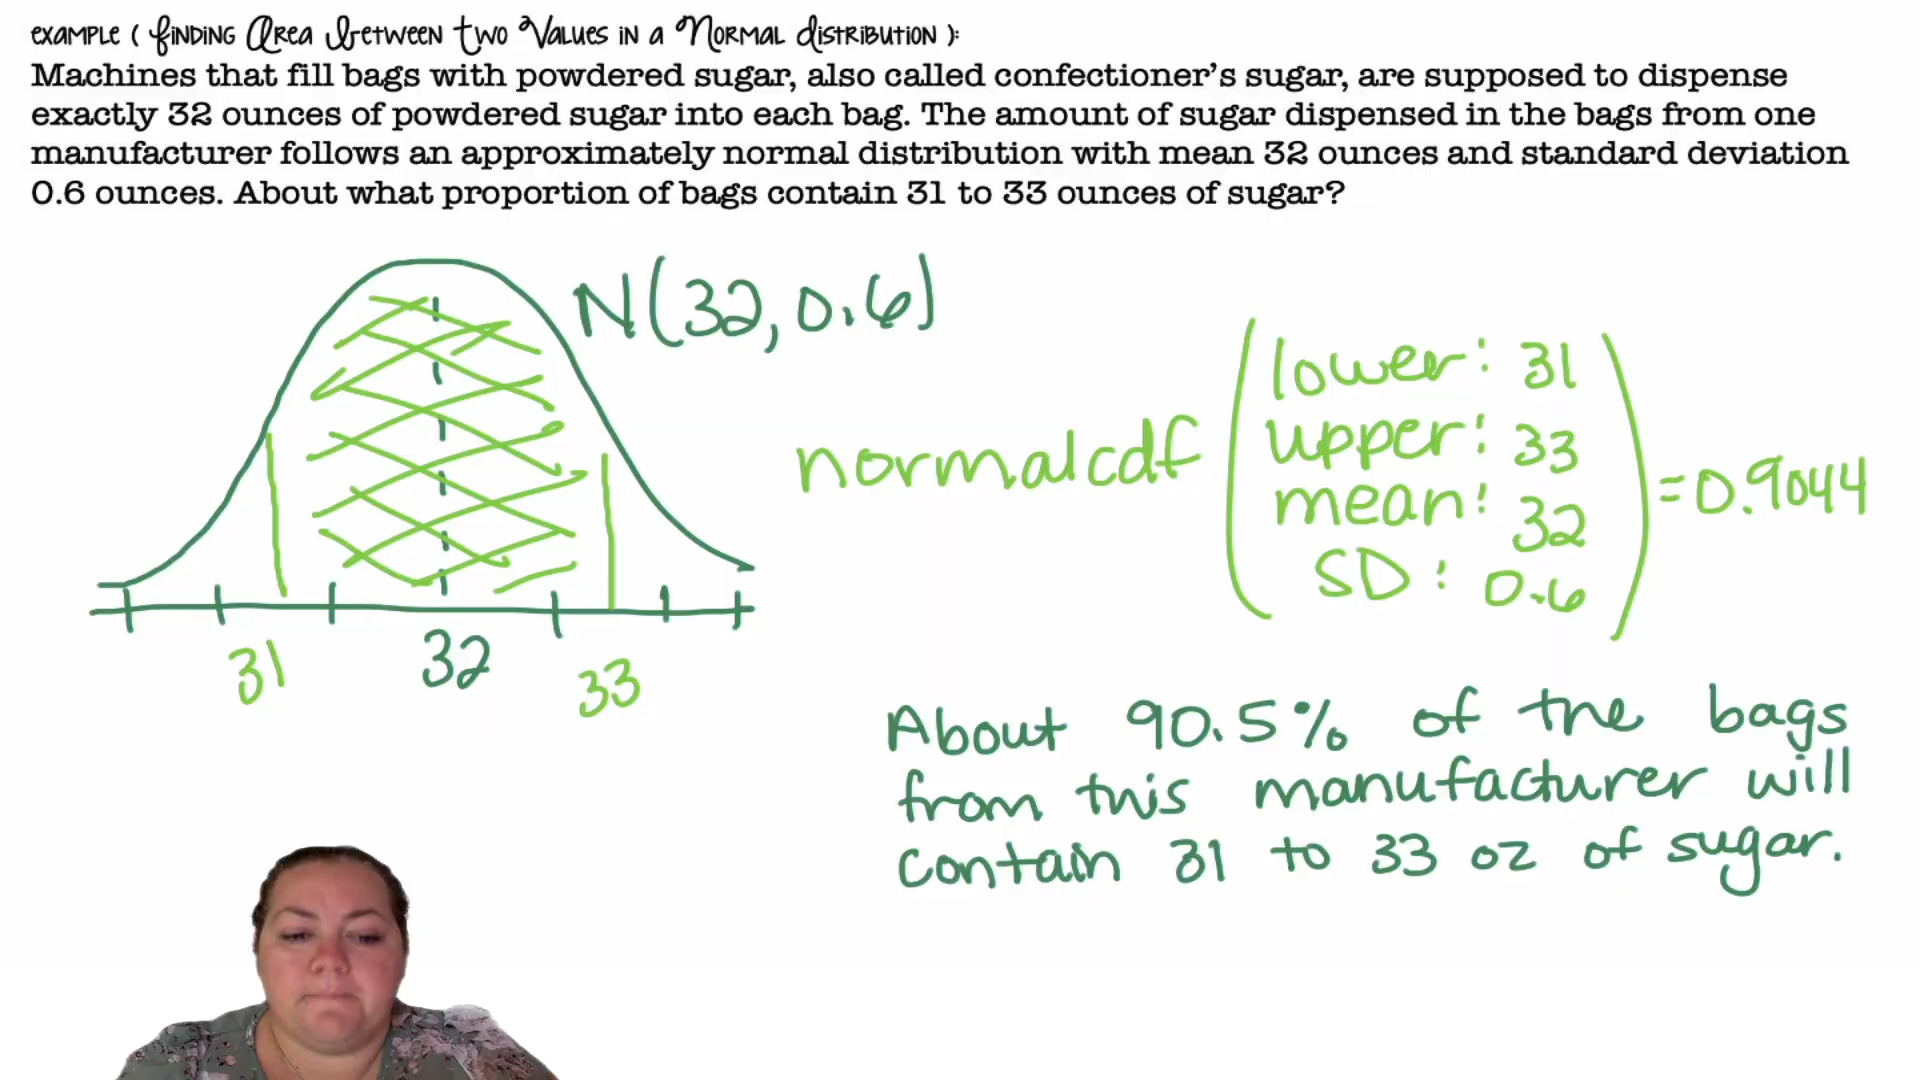 example ( Finding Area Between Two Values in a Normal Distribution ):
Machines that fill bags with powdered sugar, also called confectioner’s sugar, are supposed to dispense
exactly 32 ounces of powdered sugar into each bag. The amount of sugar dispensed in the bags from one
manufacturer follows an approximately normal distribution with mean 32 ounces and standard deviation
0.6 ounces. About what proportion of bags contain 31 to 33 ounces of sugar?
N(32, 0.6)
31
32
33
normalcdf
lower: 31
upper: 33
mean: 32
SD: 0.6
=0.9044
About 90.5% of the bags
from this manufacturer will
contain 31 to 33 oz of sugar.